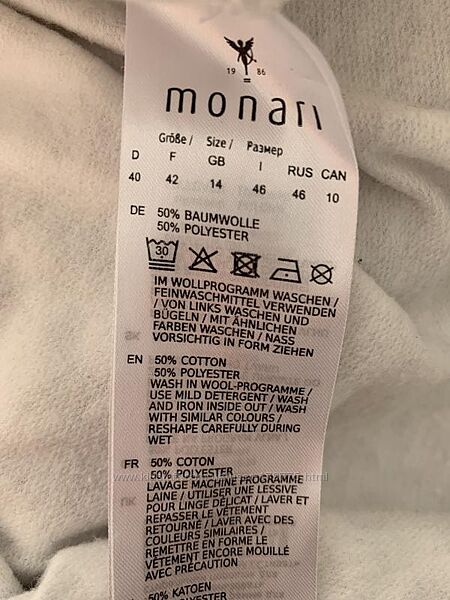 19 86
monari
Größe / Size / Размер
D F GB I RUS CAN
40 42 14 46 46 10
DE 50% BAUMWOLLE
50% POLYESTER
30
IM WOLLPROGRAMM WASCHEN /
FEINWASCHMITTEL VERWENDEN
/ VON LINKS WASCHEN UND
BÜGELN / MIT ÄHNLICHEN
FARBEN WASCHEN / NASS
VORSICHTIG IN FORM ZIEHEN
EN 50% COTTON
50% POLYESTER
WASH IN WOOL-PROGRAMME /
USE MILD DETERGENT / WASH
AND IRON INSIDE OUT / WASH
WITH SIMILAR COLOURS /
RESHAPE CAREFULLY DURING
WET
FR 50% COTON
50% POLYESTER
LAVAGE MACHINE PROGRAMME
LAINE / UTILISER UNE LESSIVE
POUR LINGE DÉLICAT / LAVER ET
REPASSER LE VÊTEMENT
RETOURNÉ / LAVER AVEC DES
COULEURS SIMILAIRES /
REMETTRE EN FORME LE
VÊTEMENT ENCORE MOUILLÉ
AVEC PRÉCAUTION
50% KATOEN
POLYESTER